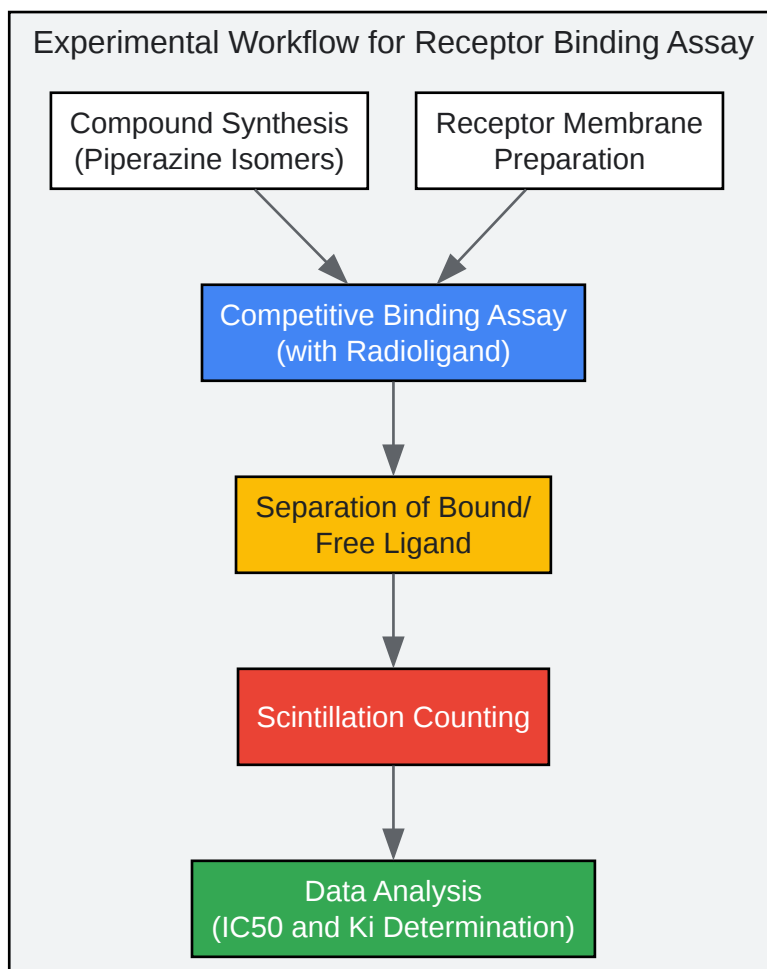 Experimental Workflow for Receptor Binding Assay
Compound Synthesis
(Piperazine Isomers)
Receptor Membrane
Preparation
Competitive Binding Assay
(with Radioligand)
Separation of Bound/
Free Ligand
Scintillation Counting
Data Analysis
(IC50 and Ki Determination)